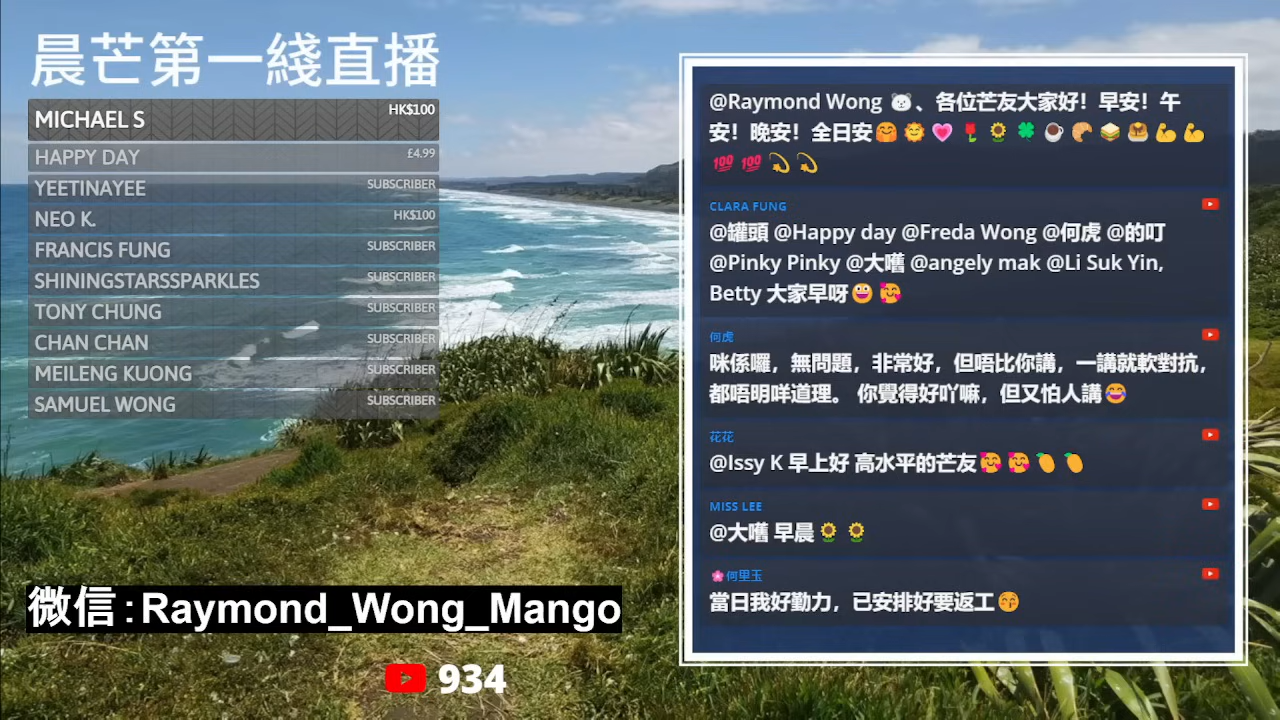 晨芒第一綫直播
MICHAEL S HK$100
HAPPY DAY £4.99
YEETINAYEE SUBSCRIBER
NEO K. HK$100
FRANCIS FUNG SUBSCRIBER
SHININGSTARSSPARKLES SUBSCRIBER
TONY CHUNG SUBSCRIBER
CHAN CHAN SUBSCRIBER
MEILENG KUONG SUBSCRIBER
SAMUEL WONG SUBSCRIBER
微信:Raymond_Wong_Mango
934
@Raymond Wong 🐻‍❄️、各位芒友大家好！早安！午
安！晚安！全日安🤗🌞💗🌷🌻🍀☕🥐🥪🥞💪💪
💯💯💫💫
CLARA FUNG
@罐頭 @Happy day @Freda Wong @何虎 @的叮
@Pinky Pinky @大嚿 @angely mak @Li Suk Yin,
Betty 大家早呀😀🥰
何虎
咪係囉，無問題，非常好，但唔比你講，一講就軟對抗，
都唔明咩道理。 你覺得好吖嘛，但又怕人講😂
花花
@Issy K 早上好 高水平的芒友🥰🥰🥭🥭
MISS LEE
@大嚿 早晨🌻🌻
🌸何里玉
當日我好勤力，已安排好要返工😚